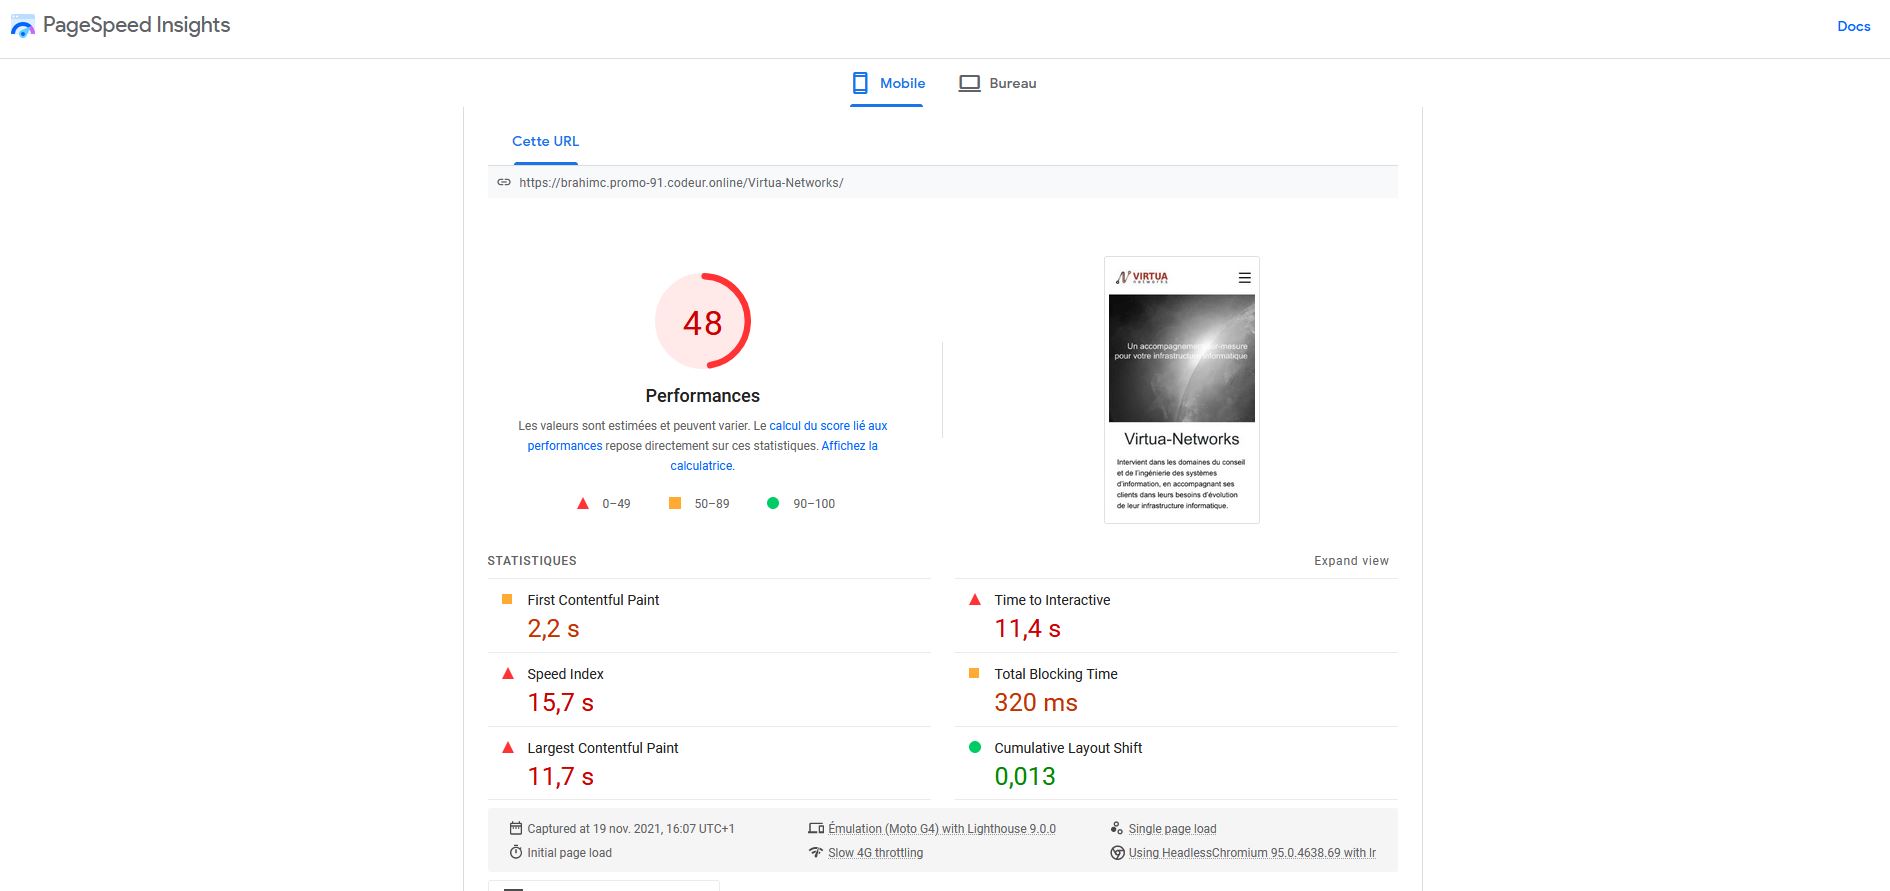 PageSpeed Insights
Docs
Mobile
Bureau
Cette URL
https://brahimc.promo-91.codeur.online/Virtua-Networks/
48
Performances
Les valeurs sont estimées et peuvent varier. Le calcul du score lié aux
performances repose directement sur ces statistiques. Affichez la
calculatrice.
0–49
50–89
90–100
VIRTUA
NETWORKS
Un accompagnement sur-mesure
pour votre infrastructure informatique
Virtua-Networks
Intervient dans les domaines du conseil
et de l'ingénierie des systèmes
d'information, en accompagnant ses
clients dans leurs besoins d'évolution
de leur infrastructure informatique.
STATISTIQUES
Expand view
First Contentful Paint
2,2 s
Time to Interactive
11,4 s
Speed Index
15,7 s
Total Blocking Time
320 ms
Largest Contentful Paint
11,7 s
Cumulative Layout Shift
0,013
Captured at 19 nov. 2021, 16:07 UTC+1
Émulation (Moto G4) with Lighthouse 9.0.0
Single page load
Initial page load
Slow 4G throttling
Using HeadlessChromium 95.0.4638.69 with lr